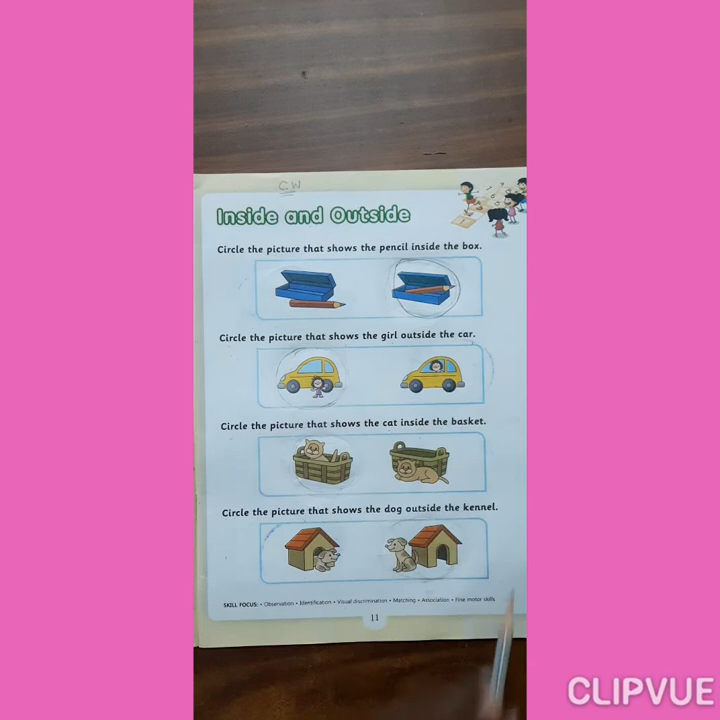 C.W
Inside and Outside
Circle the picture that shows the pencil inside the box.
Circle the picture that shows the girl outside the car.
Circle the picture that shows the cat inside the basket.
Circle the picture that shows the dog outside the kennel.
SKILL FOCUS: • Observation • Identification • Visual discrimination • Matching • Association • Fine motor skills
11
CLIPVUE